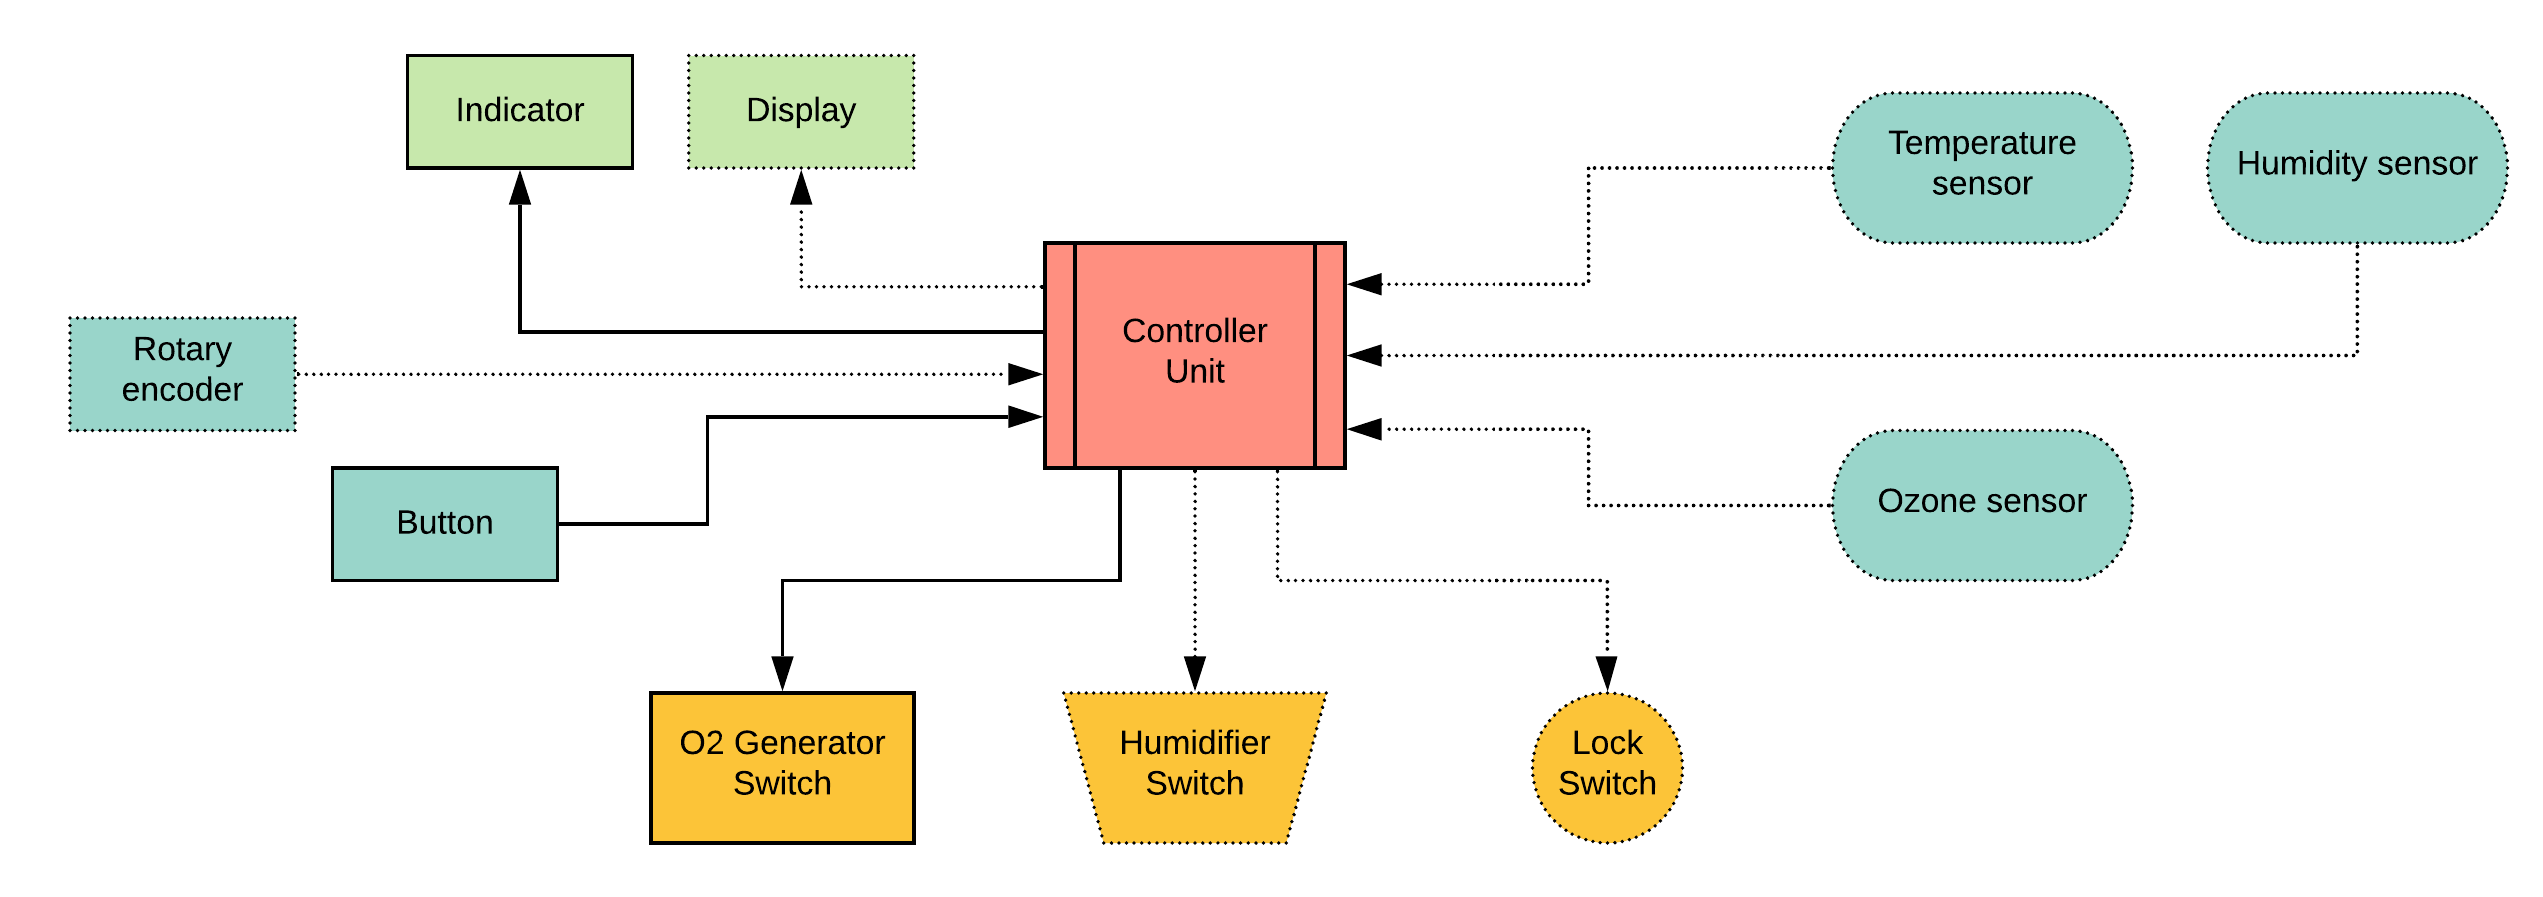 Indicator
Display
Temperature
sensor
Humidity sensor
Controller
Unit
Rotary
encoder
Button
Ozone sensor
O2 Generator
Switch
Humidifier
Switch
Lock
Switch